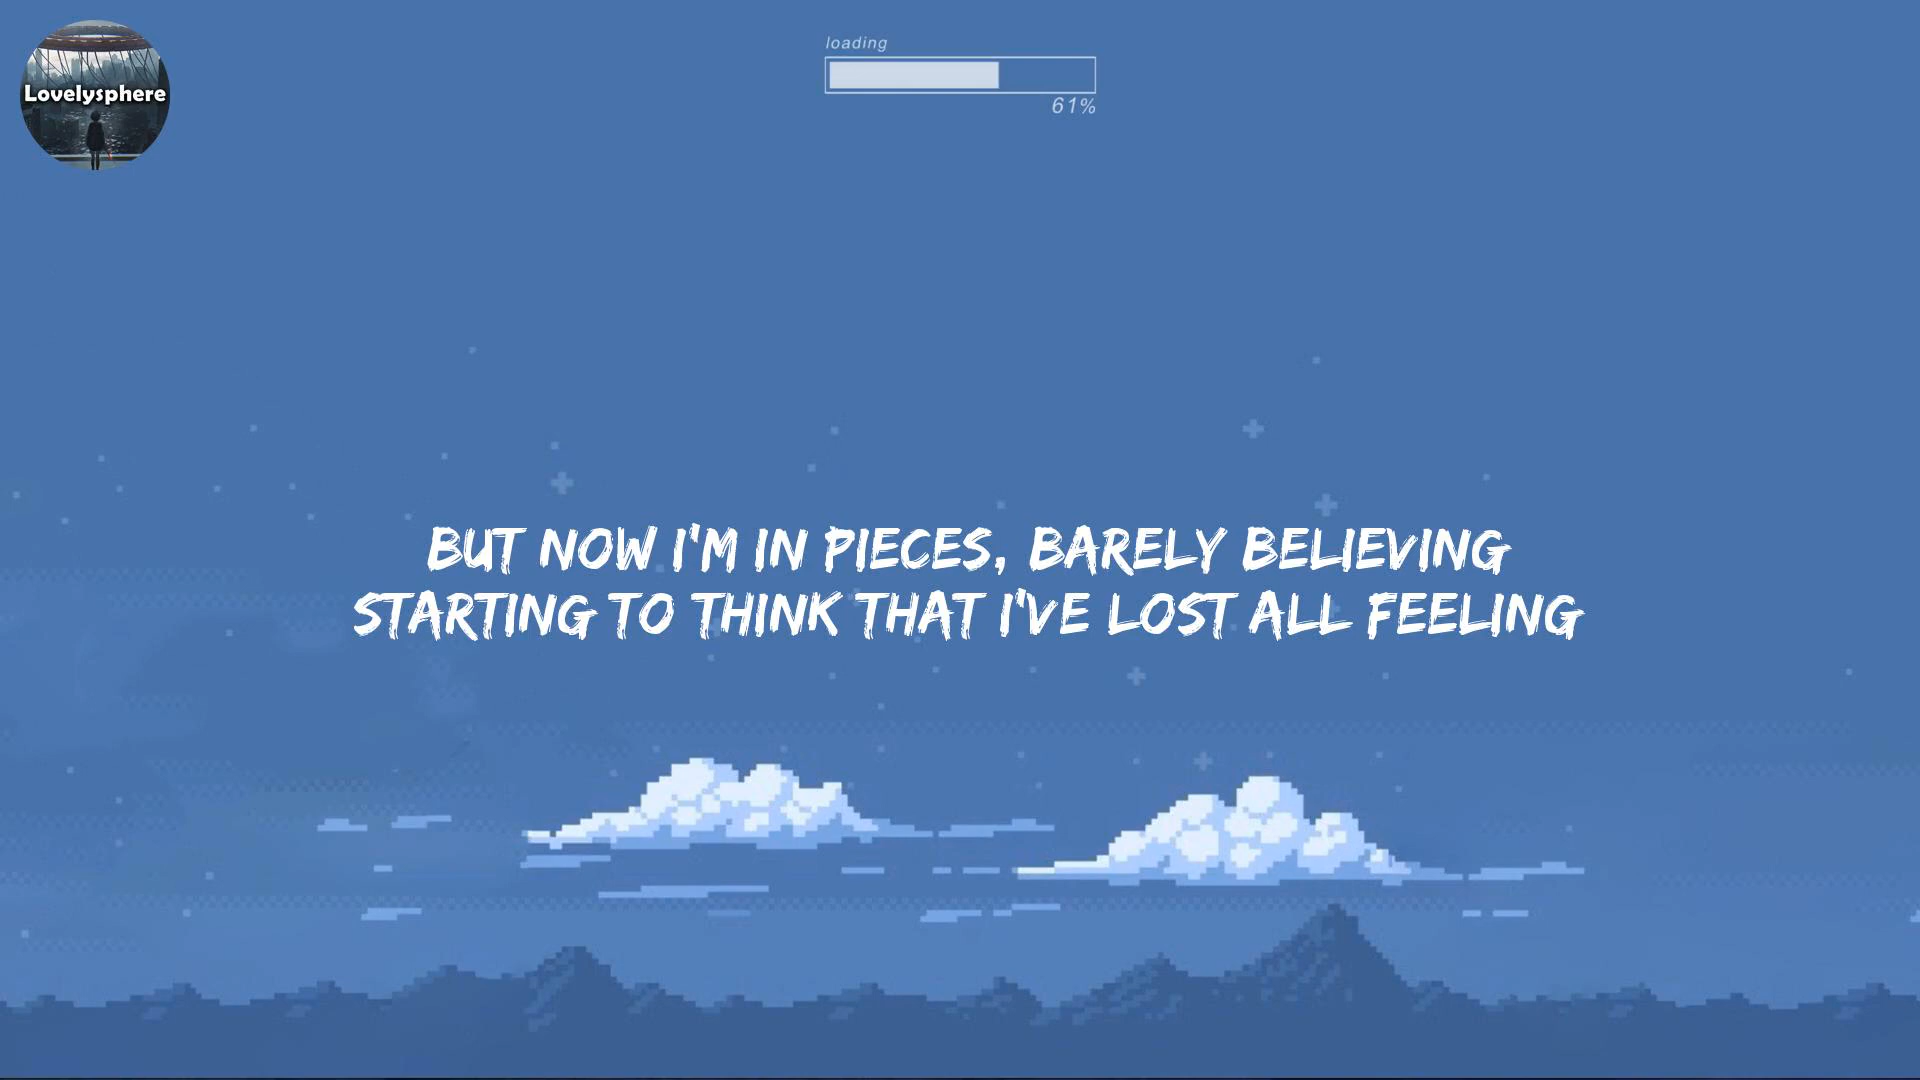 Lovelysphere
loading
61%
BUT NOW I'M IN PIECES, BARELY BELIEVING
STARTING TO THINK THAT I'VE LOST ALL FEELING